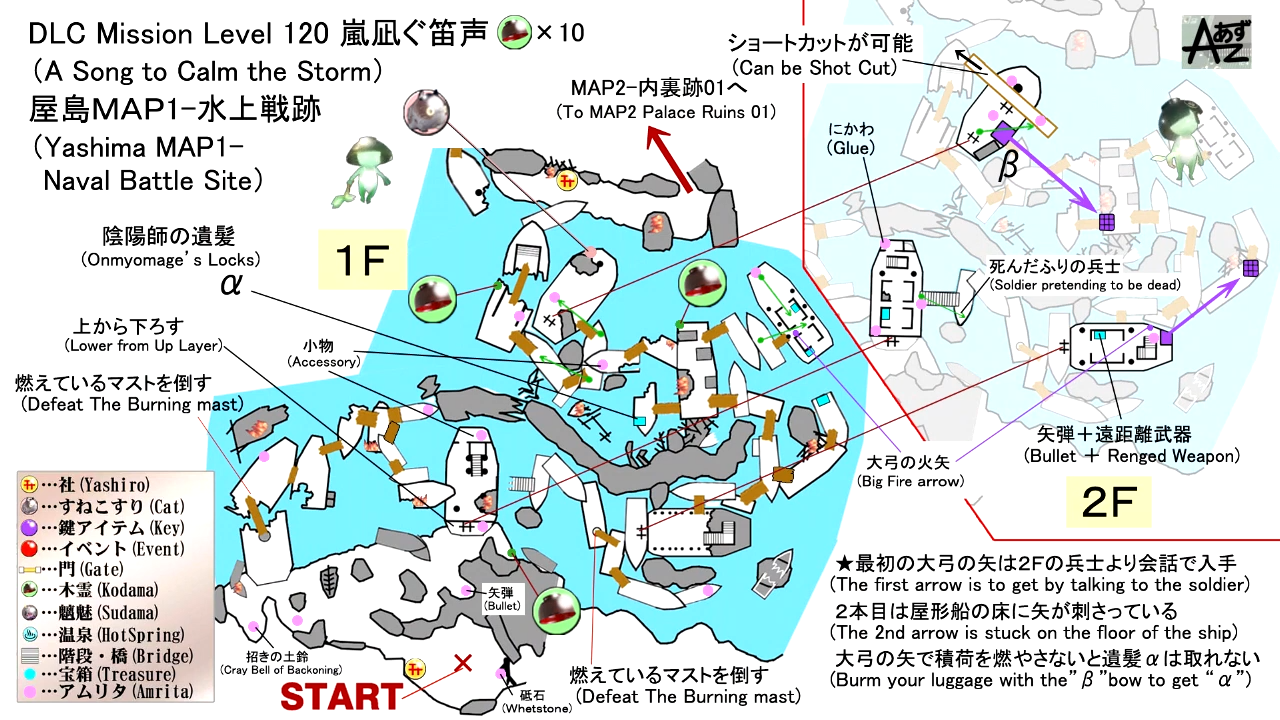 DLC Mission Level 120 嵐凪ぐ笛声 ×10
(A Song to Calm the Storm)
屋島MAP1-水上戦跡
(Yashima MAP1-
Naval Battle Site)
MAP2-内裏跡01へ
(To MAP2 Palace Ruins 01)
ショートカットが可能
(Can be Shot Cut)
あず
AZ
にかわ
(Glue)
β
1F
陰陽師の遺髪
(Onmyomage's Locks)
α
上から下ろす
(Lower from Up Layer)
小物
(Accessory)
燃えているマストを倒す
(Defeat The Burning mast)
死んだふりの兵士
(Soldier pretending to be dead)
矢弾+遠距離武器
(Bullet + Renged Weapon)
大弓の火矢
(Big Fire arrow)
2F
…社(Yashiro)
…すねこすり(Cat)
…鍵アイテム(Key)
…イベント(Event)
…門(Gate)
…木霊(Kodama)
…魑魅(Sudama)
…温泉(HotSpring)
…階段・橋(Bridge)
…宝箱(Treasure)
…アムリタ(Amrita)
矢弾
(Bullet)
招きの土鈴
(Cray Bell of Backoning)
START
砥石
(Whetstone)
燃えているマストを倒す
(Defeat The Burning mast)
★最初の大弓の矢は2Fの兵士より会話で入手
(The first arrow is to get by talking to the soldier)
2本目は屋形船の床に矢が刺さっている
(The 2nd arrow is stuck on the floor of the ship)
大弓の矢で積荷を燃やさないと遺髪αは取れない
(Burm your luggage with the"β"bow to get "α")